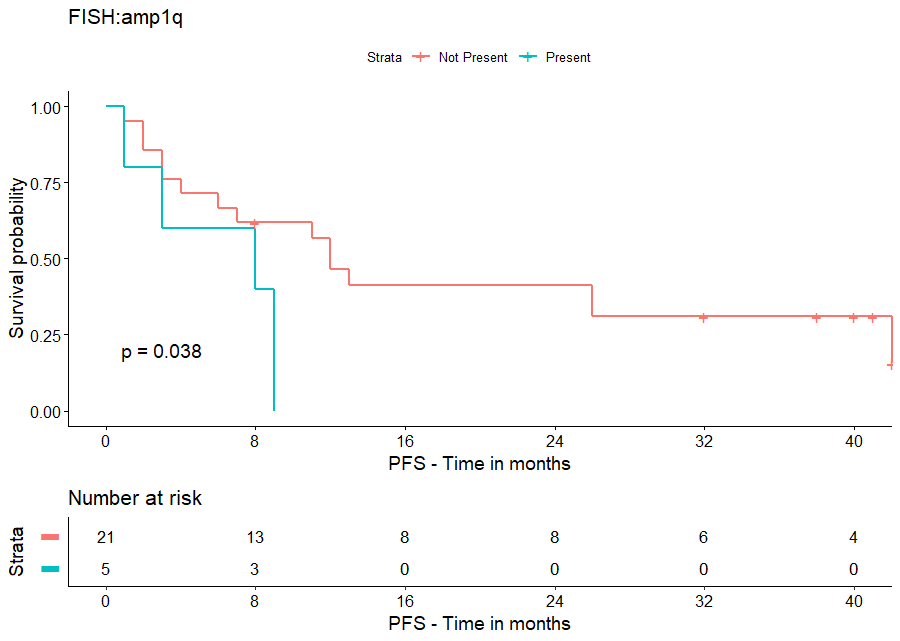 FISH:amp1q
Strata Not Present Present
Survival probability
1.00
0.75
0.50
0.25
0.00
p = 0.038
0 8 16 24 32 40
PFS - Time in months
Number at risk
Strata
21 13 8 8 6 4
5 3 0 0 0 0
0 8 16 24 32 40
PFS - Time in months